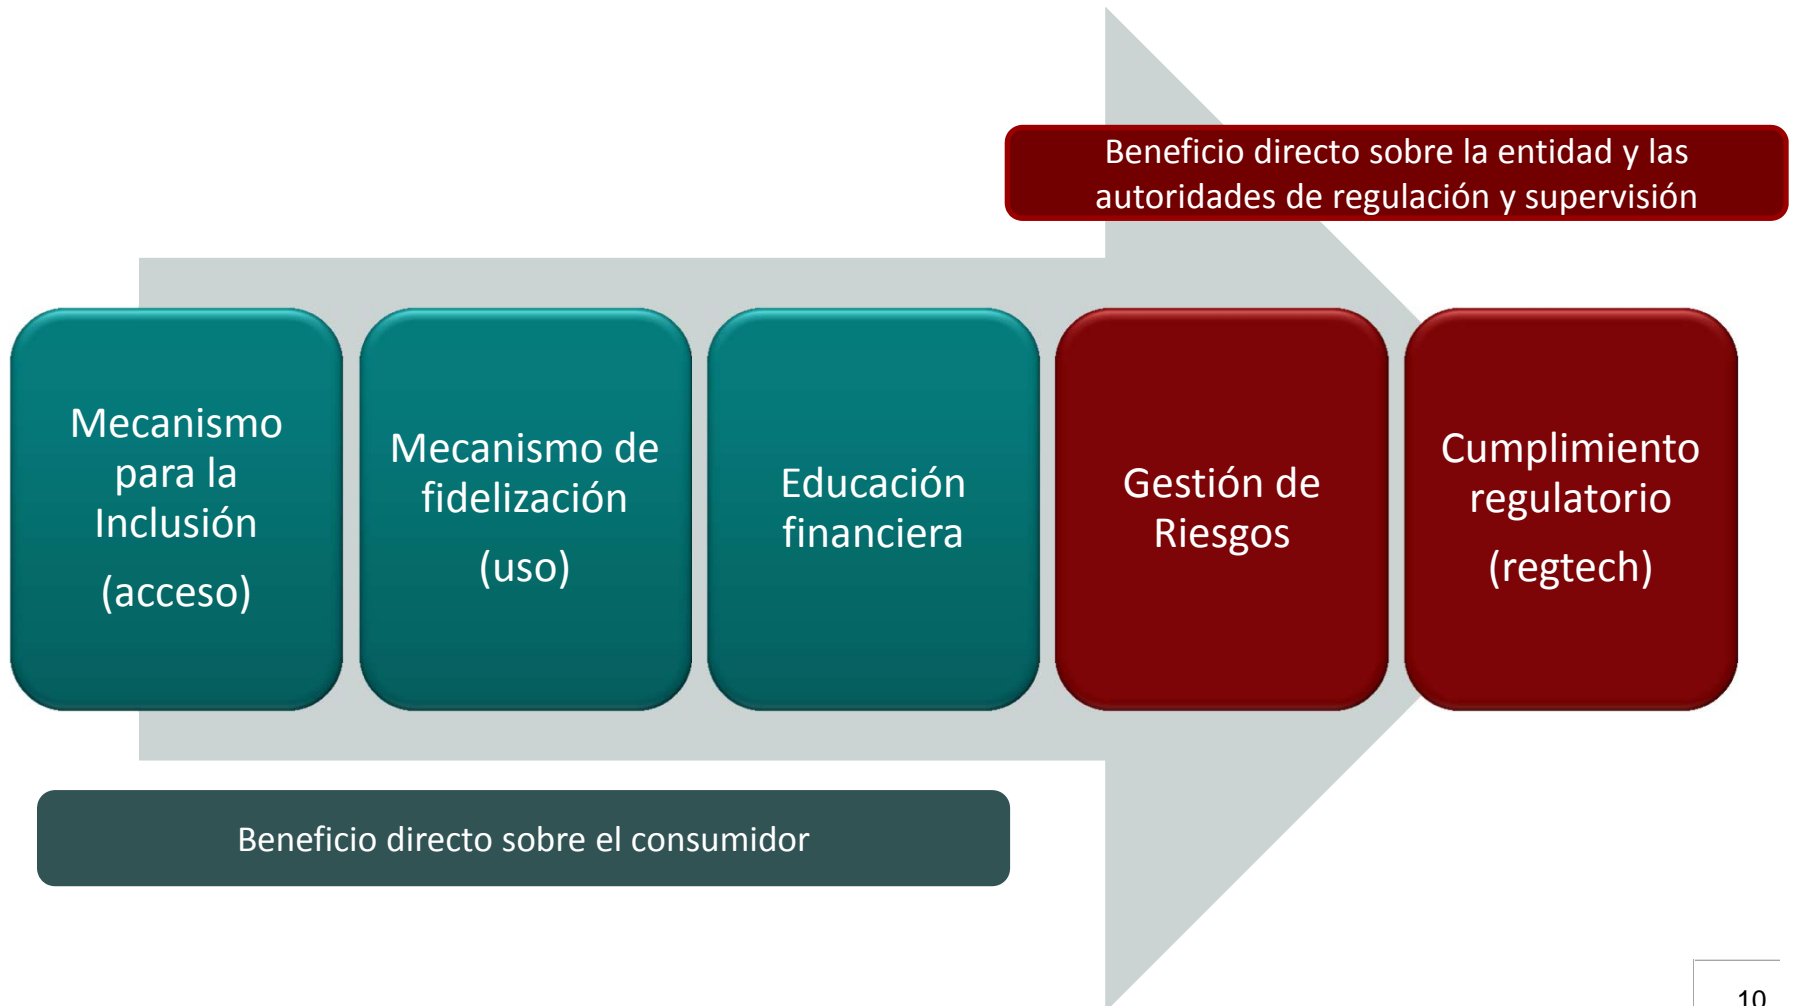 Beneficio directo sobre la entidad y las
autoridades de regulación y supervisión
Mecanismo
para la
Inclusión
(acceso)
Mecanismo de
fidelización
(uso)
Educación
financiera
Gestión de
Riesgos
Cumplimiento
regulatorio
(regtech)
Beneficio directo sobre el consumidor
10